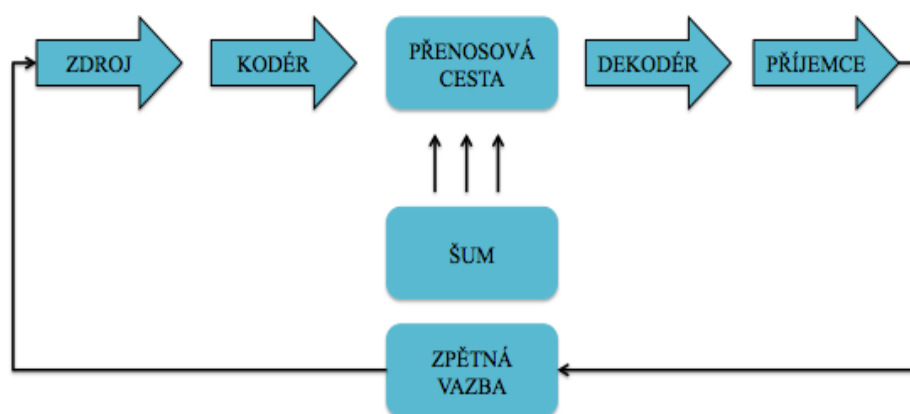 ZDROJ
KODÉR
PŘENOSOVÁ
CESTA
DEKODÉR
PŘÍJEMCE
ŠUM
ZPĚTNÁ
VAZBA